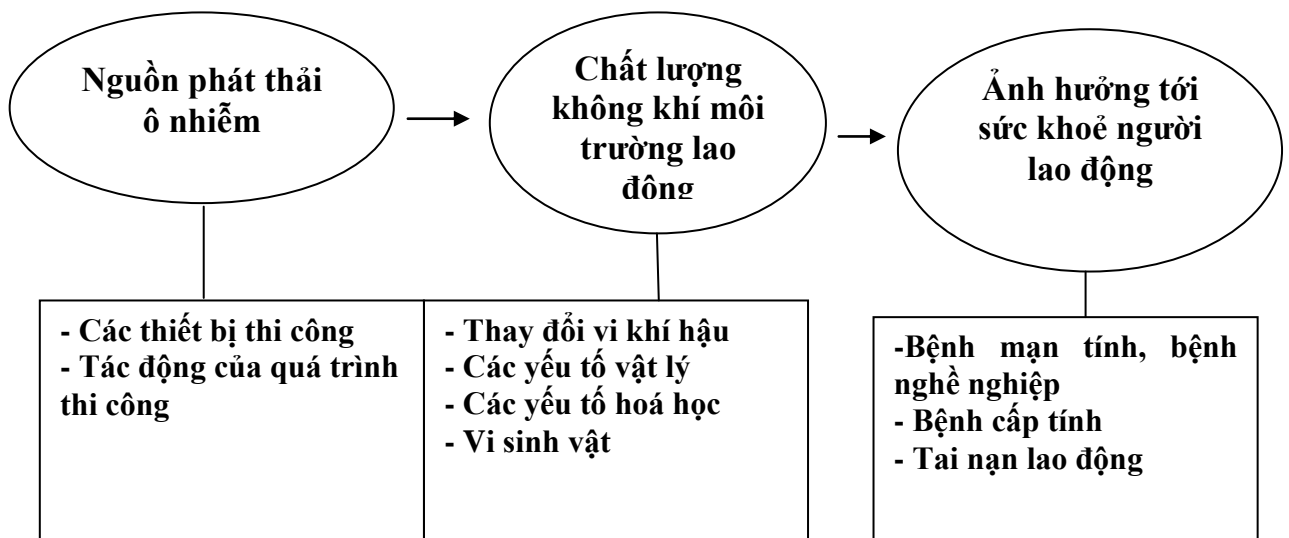 Nguồn phát thải
ô nhiễm
Chất lượng
không khí môi
trường lao
động
Ảnh hưởng tới
sức khoẻ người
lao động
- Các thiết bị thi công
- Tác động của quá trình
thi công
- Thay đổi vi khí hậu
- Các yếu tố vật lý
- Các yếu tố hoá học
- Vi sinh vật
-Bệnh mạn tính, bệnh
nghề nghiệp
- Bệnh cấp tính
- Tai nạn lao động